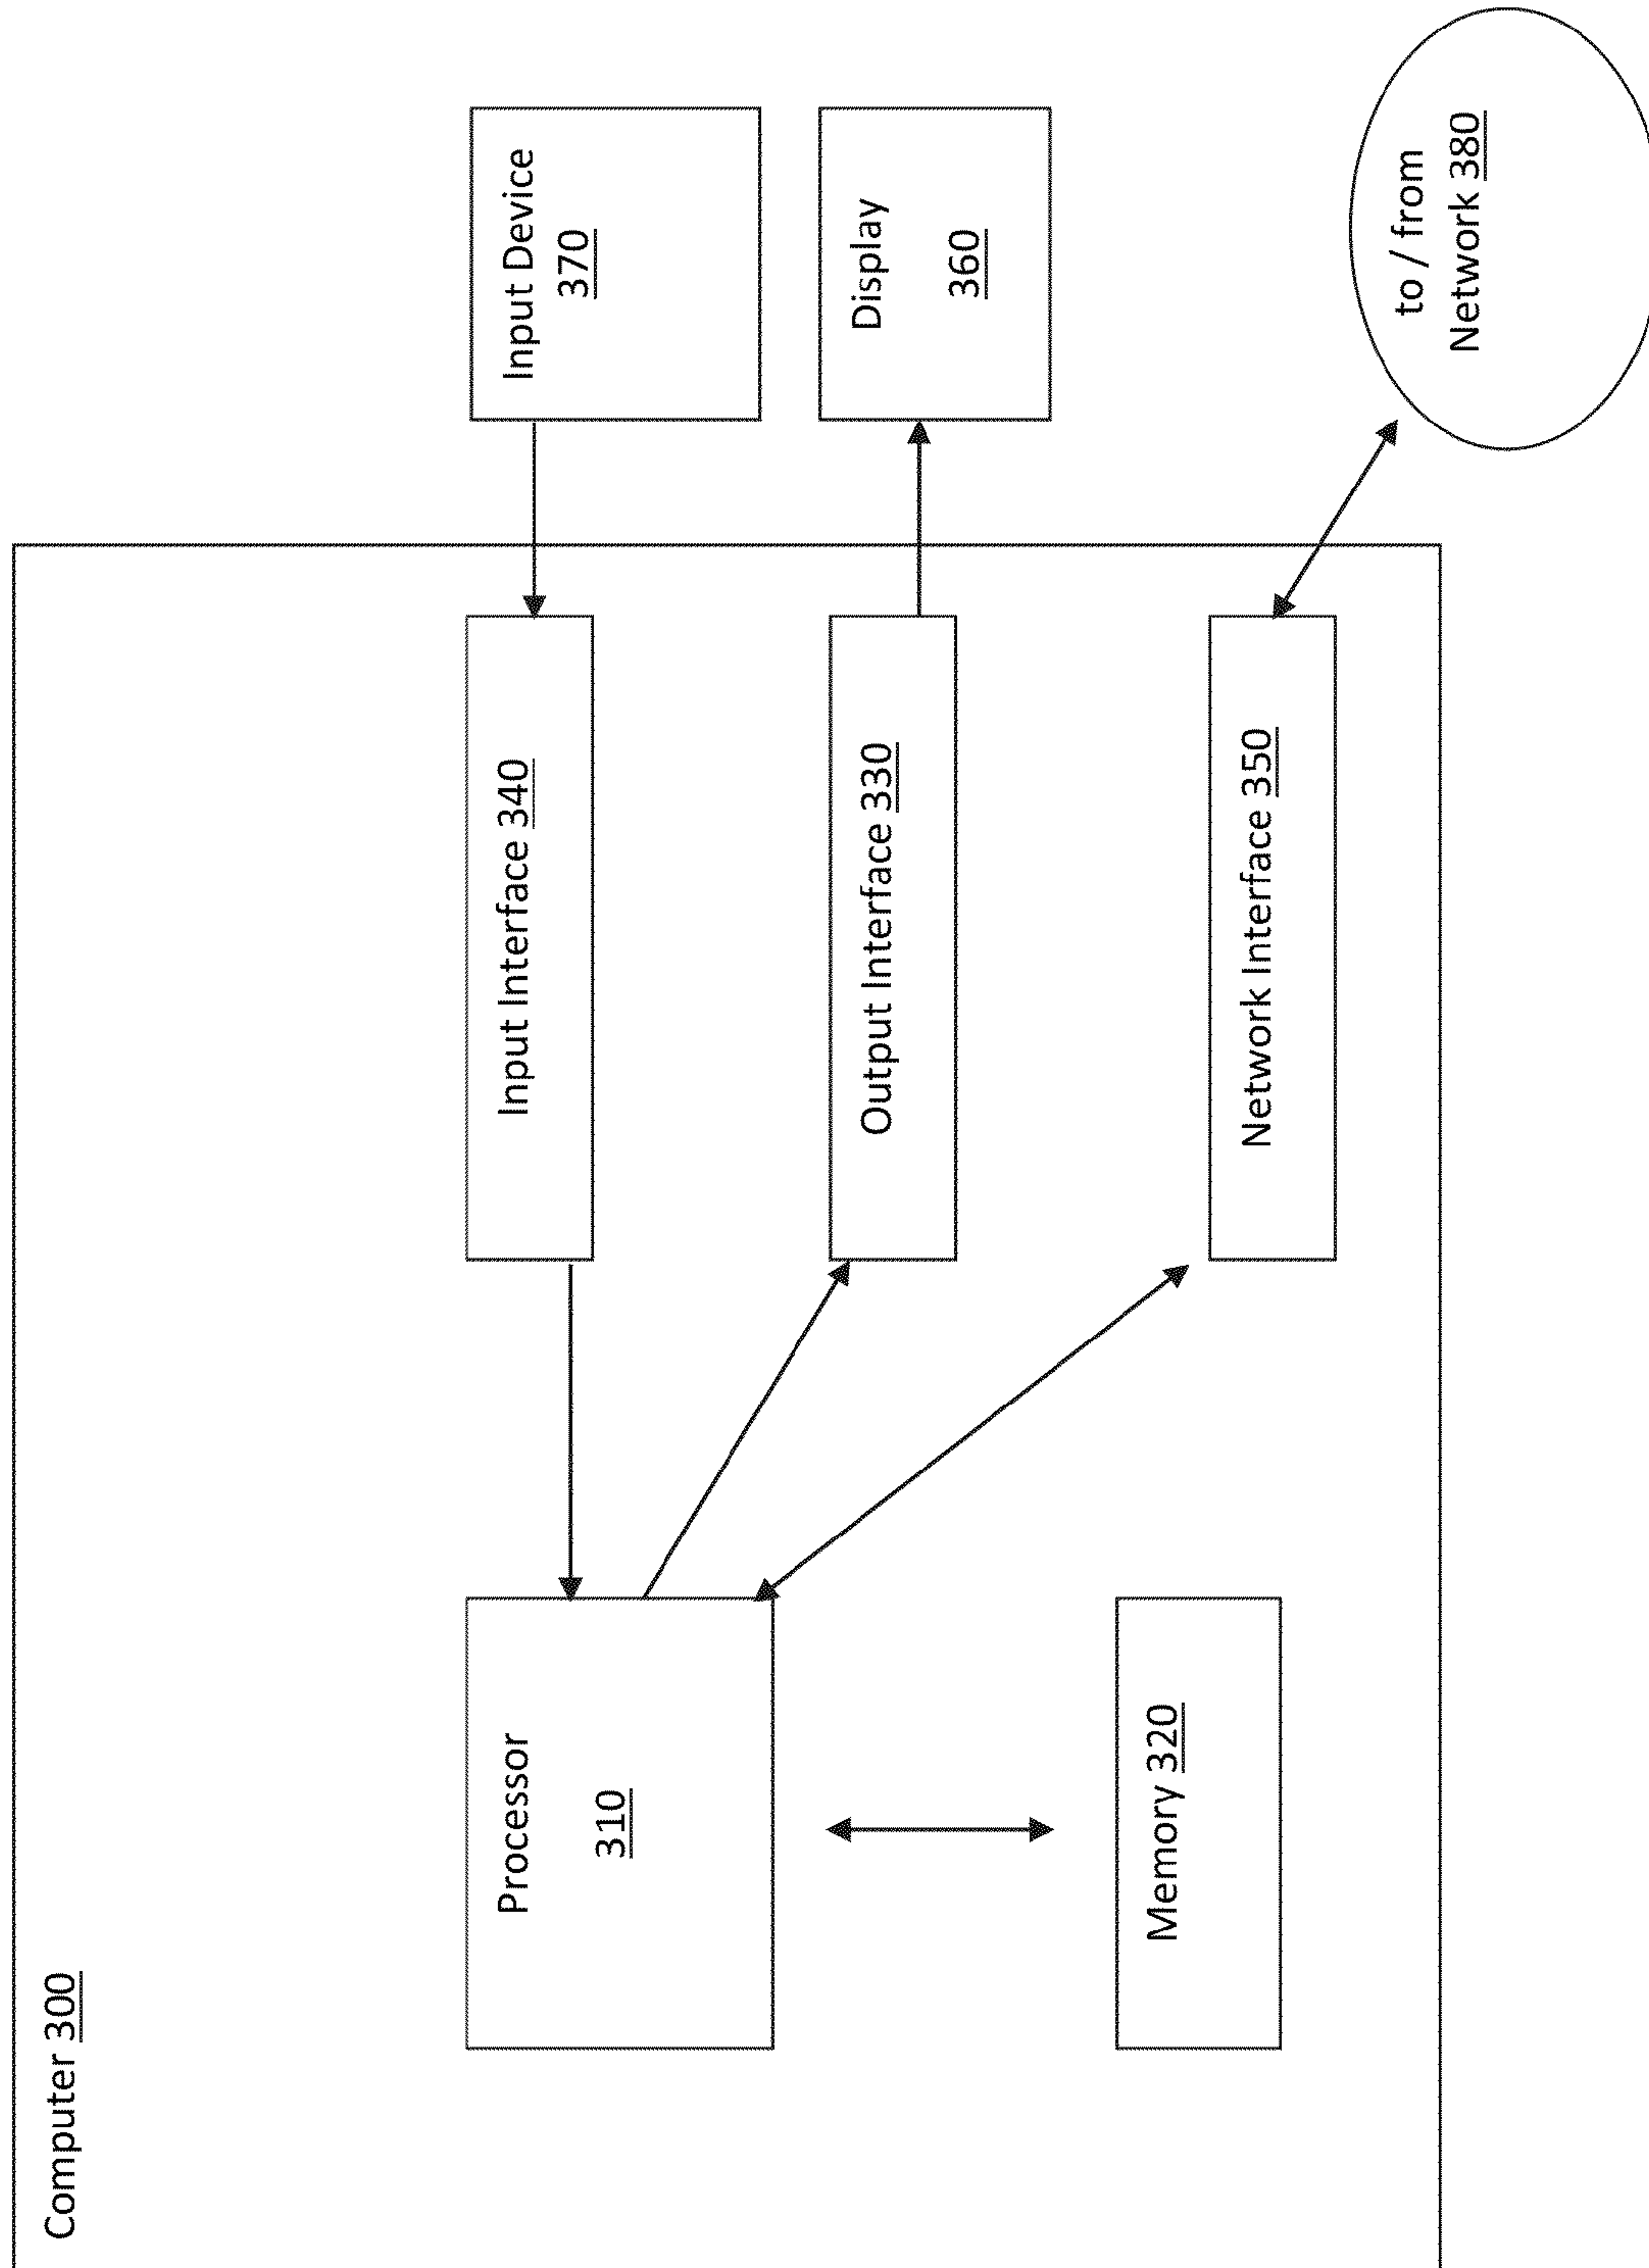 Computer 300
Processor
310
Memory 320
Input Interface 340
Output Interface 330
Network Interface 350
Input Device
370
Display
360
to / from
Network 380